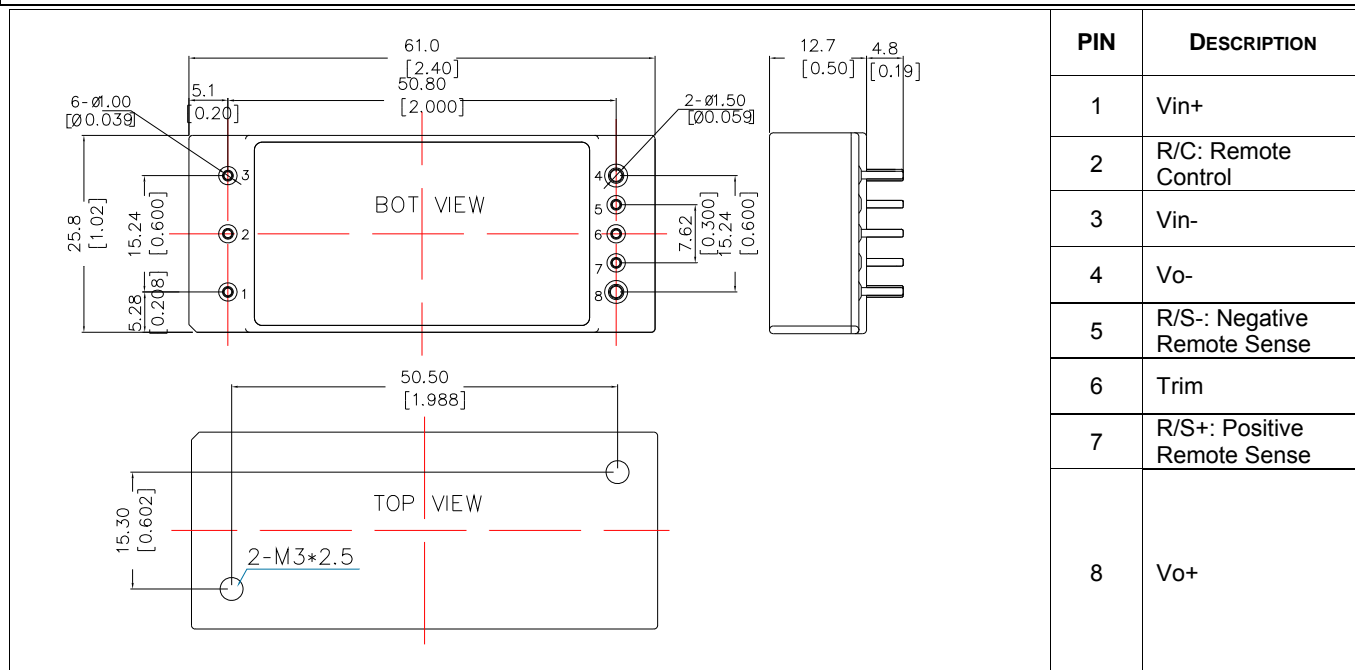 61.0
[2.40]
50.80
[2.000]
5.1
[0.20]
6-Ø1.00
[Ø0.039]
2-Ø1.50
[Ø0.059]
25.8
[1.02]
15.24
[0.600]
5.28
[0.208]
3
2
1
BOT VIEW
4
5
6
7
8
7.62
[0.300]
15.24
[0.600]
12.7
[0.50]
4.8
[0.19]
50.50
[1.988]
15.30
[0.602]
TOP VIEW
2-M3*2.5
PIN DESCRIPTION
1 Vin+
2 R/C: Remote
Control
3 Vin-
4 Vo-
5 R/S-: Negative
Remote Sense
6 Trim
7 R/S+: Positive
Remote Sense
8 Vo+